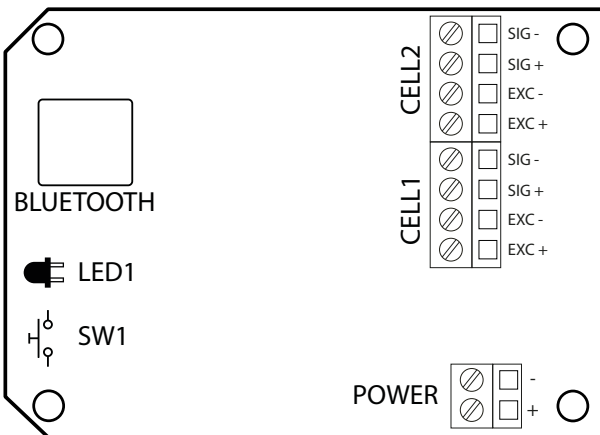 CELL2
SIG -
SIG +
EXC -
EXC +
CELL1
SIG -
SIG +
EXC -
EXC +
BLUETOOTH
LED1
SW1
POWER
-
+